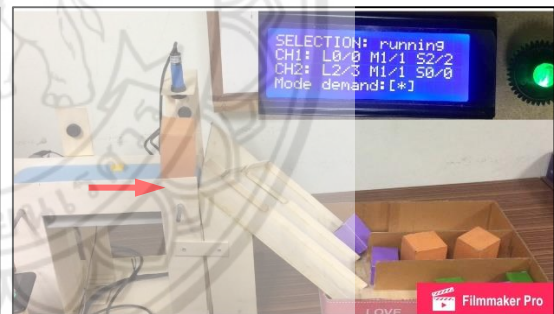 SELECTION: running
CH1: L0/0 M1/1 S2/2
CH2: L2/3 M1/1 S0/0
Mode demand:[*]
LOVE
Filmmaker Pro